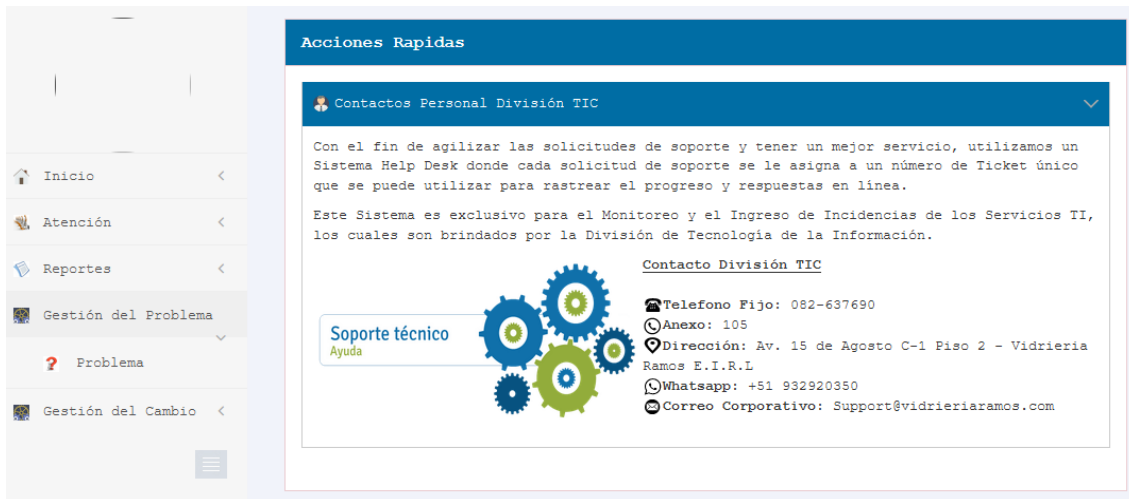 Inicio
Atención
Reportes
Gestión del Problema
Problema
Gestión del Cambio
Acciones Rapidas
Contactos Personal División TIC
Con el fin de agilizar las solicitudes de soporte y tener un mejor servicio, utilizamos un
Sistema Help Desk donde cada solicitud de soporte se le asigna a un número de Ticket único
que se puede utilizar para rastrear el progreso y respuestas en línea.
Este Sistema es exclusivo para el Monitoreo y el Ingreso de Incidencias de los Servicios TI,
los cuales son brindados por la División de Tecnología de la Información.
Soporte técnico
Ayuda
Contacto División TIC
Telefono Fijo: 082-637690
Anexo: 105
Dirección: Av. 15 de Agosto C-1 Piso 2 - Vidrieria
Ramos E.I.R.L
Whatsapp: +51 932920350
Correo Corporativo: Support@vidrieriaramos.com